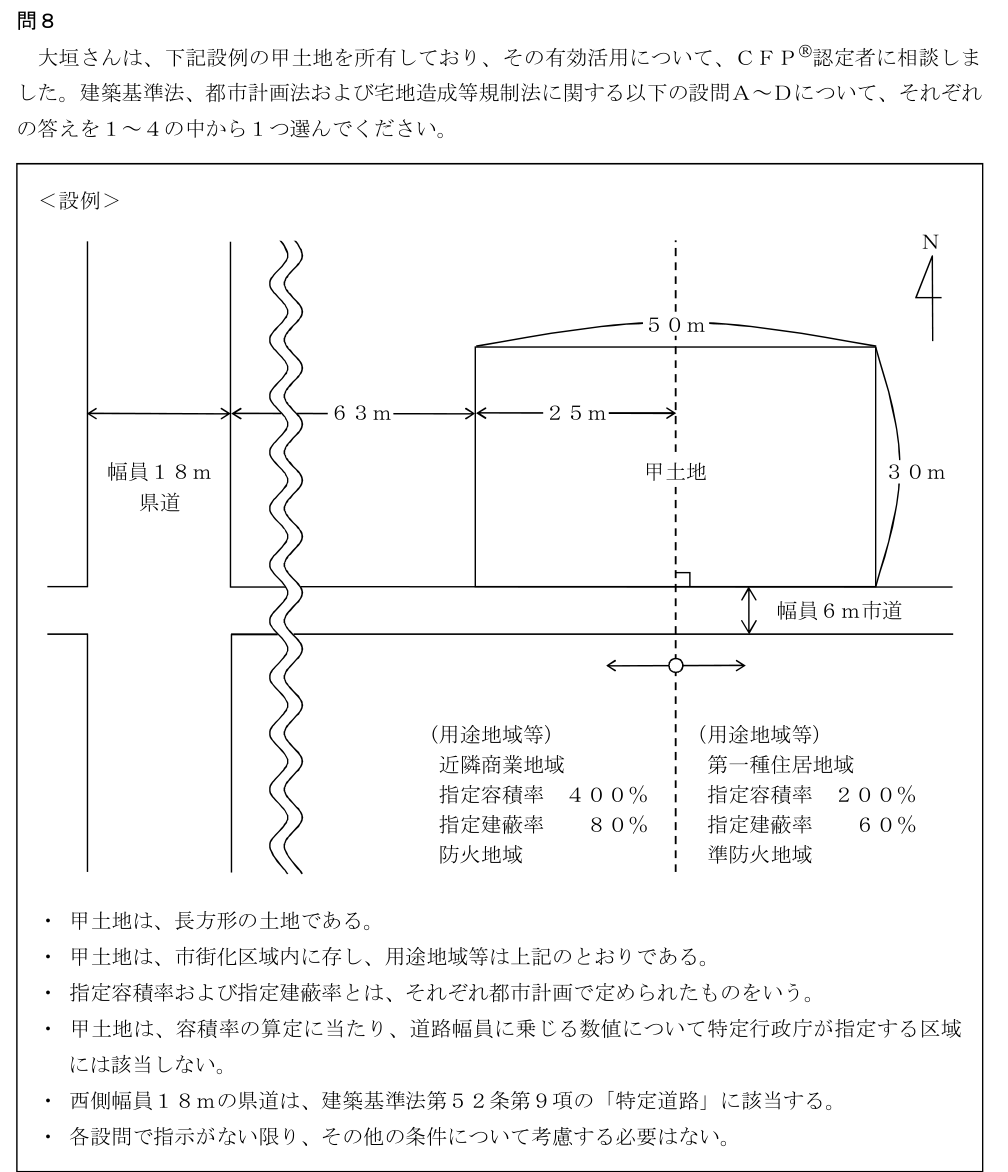 問8
大垣さんは、下記設例の甲土地を所有しており、その有効活用について、ＣＦＰ®認定者に相談しま
した。建築基準法、都市計画法および宅地造成等規制法に関する以下の設問Ａ～Ｄについて、それぞれ
の答えを１～４の中から１つ選んでください。
＜設例＞
N
５０ｍ
６３ｍ
２５ｍ
幅員１８ｍ
県道
甲土地
３０ｍ
幅員６ｍ市道
（用途地域等）
近隣商業地域
指定容積率　４００％
指定建蔽率　８０％
防火地域
（用途地域等）
第一種住居地域
指定容積率　２００％
指定建蔽率　６０％
準防火地域
・ 甲土地は、長方形の土地である。
・ 甲土地は、市街化区域内に存し、用途地域等は上記のとおりである。
・ 指定容積率および指定建蔽率とは、それぞれ都市計画で定められたものをいう。
・ 甲土地は、容積率の算定に当たり、道路幅員に乗じる数値について特定行政庁が指定する区域
には該当しない。
・ 西側幅員１８ｍの県道は、建築基準法第５２条第９項の「特定道路」に該当する。
・ 各設問で指示がない限り、その他の条件について考慮する必要はない。